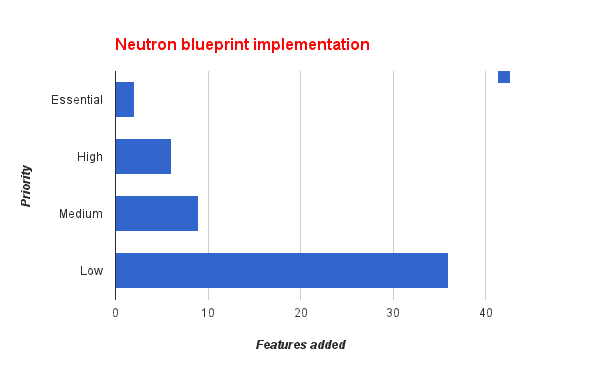 Neutron blueprint implementation
Essential
High
Medium
Low
Priority
0 10 20 30 40
Features added